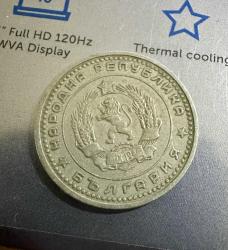 " Full HD 120Hz
WVA Display
Thermal cooling
НАРОДНА РЕПУБЛИКА
БЪЛГАРИЯ